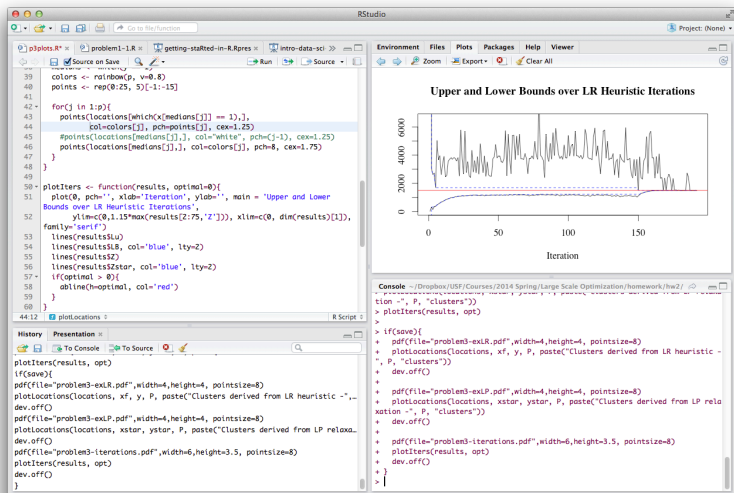 RStudio
Go to file/function
Project: (None)
p3plots.R*
problem1-1.R
getting-staRted-in-R.Rpres
intro-data-sci
Source on Save
Run
Source
39 colors <- rainbow(p, v=0.8)
40 points <- rep(0:25, 5)[-1:-15]
41
42 for(j in 1:p){
43 points(locations[which(x[medians[j]] == 1),],
44 col=colors[j], pch=points[j], cex=1.25)
45 #points(locations[medians[j],], col="white", pch=(j-1), cex=1.25)
46 points(locations[medians[j],], col=colors[j], pch=8, cex=1.75)
47 }
48 }
49
50 plotIters <- function(results, optimal=0){
51 plot(0, pch='', xlab='Iteration', ylab='', main = 'Upper and Lower
Bounds over LR Heuristic Iterations',
52 ylim=c(0,1.15*max(results[Z:75,'Z'])), xlim=c(0, dim(results)[1]),
family='serif')
53 lines(results$Lu)
54 lines(results$LB, col='blue', lty=2)
55 lines(results$Z)
56 lines(results$Zstar, col='blue', lty=2)
57 if(optimal > 0){
58 abline(h=optimal, col='red')
59 }
60 }
44:12
plotLocations
R Script
History
Presentation
To Console
To Source
plotIters(results, opt)
if(save){
pdf(file="problem3-exLR.pdf",width=4,height=4, pointsize=8)
plotLocations(locations, xf, y, P, paste("Clusters derived from LR heuristic -",…
dev.off()
pdf(file="problem3-exLP.pdf",width=4,height=4, pointsize=8)
plotLocations(locations, xstar, ystar, P, paste("Clusters derived from LP relaxa…
dev.off()
pdf(file="problem3-iterations.pdf",width=6,height=3.5, pointsize=8)
plotIters(results, opt)
dev.off()
}
Environment
Files
Plots
Packages
Help
Viewer
Zoom
Export
Clear All
Upper and Lower Bounds over LR Heuristic Iterations
6000
4000
2000
0
0
50
100
150
Iteration
Console ~/Dropbox/USF/Courses/2014 Spring/Large Scale Optimization/homework/hw2/
tion -", P, "clusters"))
> plotIters(results, opt)
>
> if(save){
+ pdf(file="problem3-exLR.pdf",width=4,height=4, pointsize=8)
+ plotLocations(locations, xf, y, P, paste("Clusters derived from LR heuristic -
", P, "clusters"))
+ dev.off()
+
+ pdf(file="problem3-exLP.pdf",width=4,height=4, pointsize=8)
+ plotLocations(locations, xstar, ystar, P, paste("Clusters derived from LP rela
xation -", P, "clusters"))
+ dev.off()
+
+ pdf(file="problem3-iterations.pdf",width=6,height=3.5, pointsize=8)
+ plotIters(results, opt)
+ dev.off()
+ }
>